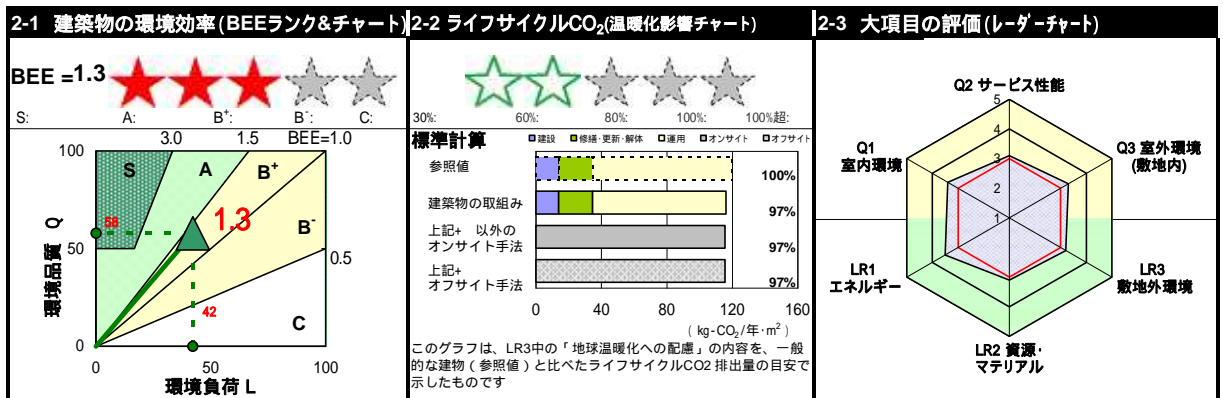 2-1 建築物の環境効率(BEEランク&チャート)
BEE =1.3
S: A: B+: B-: C:
3.0 1.5 BEE=1.0
100
S
A
B+
58
1.3
50
B-
0.5
42
C
0
0 50 100
環境品質 Q
環境負荷 L
2-2 ライフサイクルCO2(温暖化影響チャート)
30%: 60%: 80%: 100%: 100%超:
標準計算
建設 修繕・更新・解体 運用 オンサイト オフサイト
参照値 100%
建築物の取組み 97%
上記+ 以外の
オンサイト手法 97%
上記+
オフサイト手法 97%
0 40 80 120 160
( kg-CO2/年・m2 )
このグラフは、LR3中の「地球温暖化への配慮」の内容を、一般
的な建物(参照値)と比べたライフサイクルCO2 排出量の目安で
示したものです
2-3 大項目の評価(レーダーチャート)
Q2 サービス性能
5
4
3
2
1
Q1
室内環境
Q3 室外環境
(敷地内)
LR1
エネルギー
LR3
敷地外環境
LR2 資源・
マテリアル